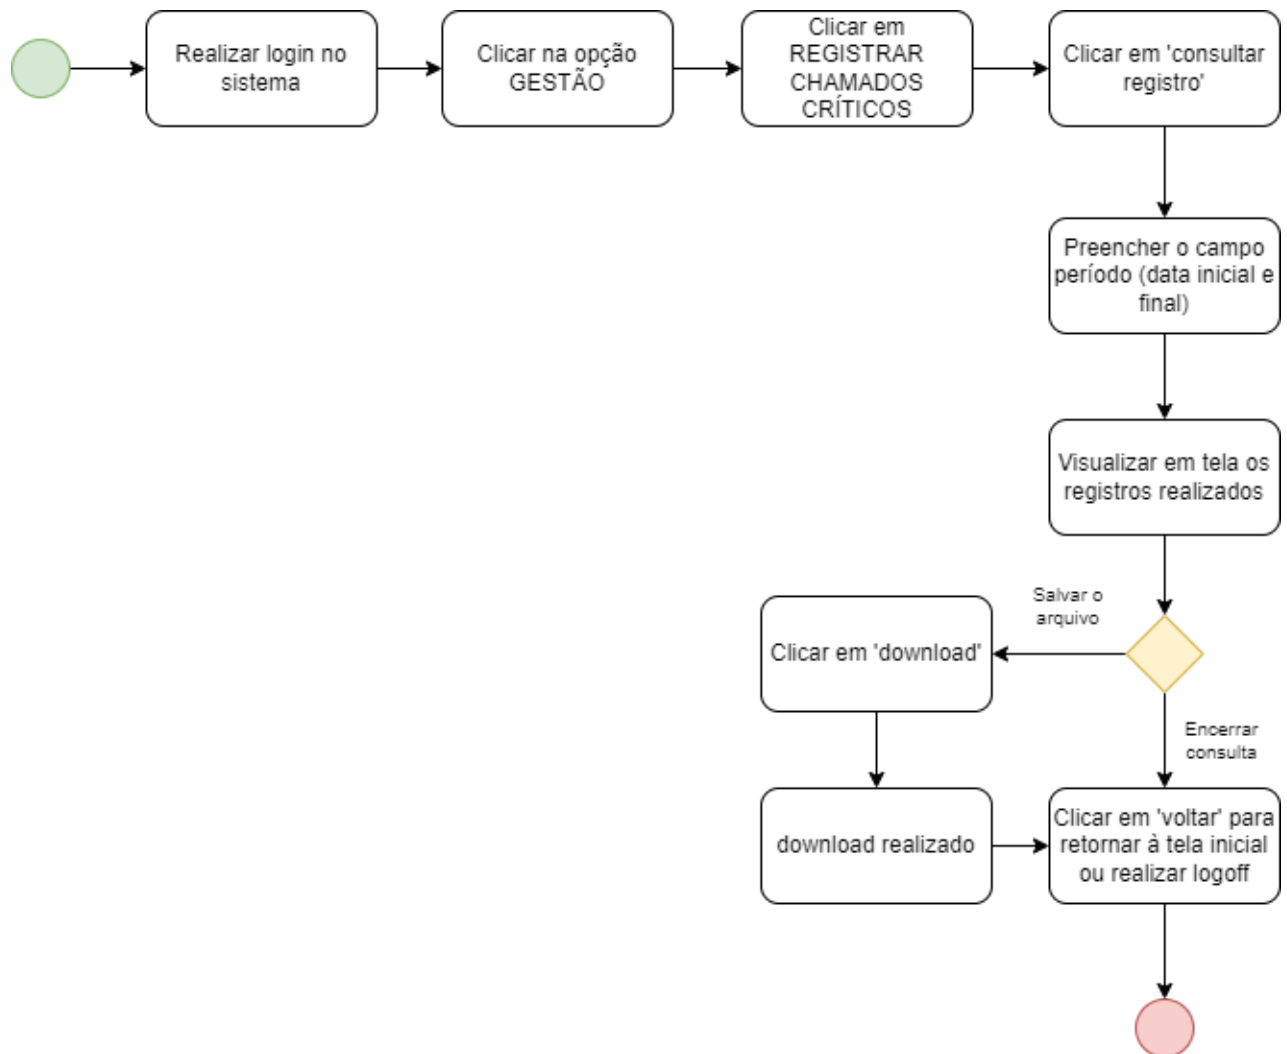 Realizar login no
sistema
Clicar na opção
GESTÃO
Clicar em
REGISTRAR
CHAMADOS
CRÍTICOS
Clicar em 'consultar
registro'
Preencher o campo
período (data inicial e
final)
Visualizar em tela os
registros realizados
Salvar o
arquivo
Clicar em 'download'
Encerrar
consulta
download realizado
Clicar em 'voltar' para
retornar à tela inicial
ou realizar logoff